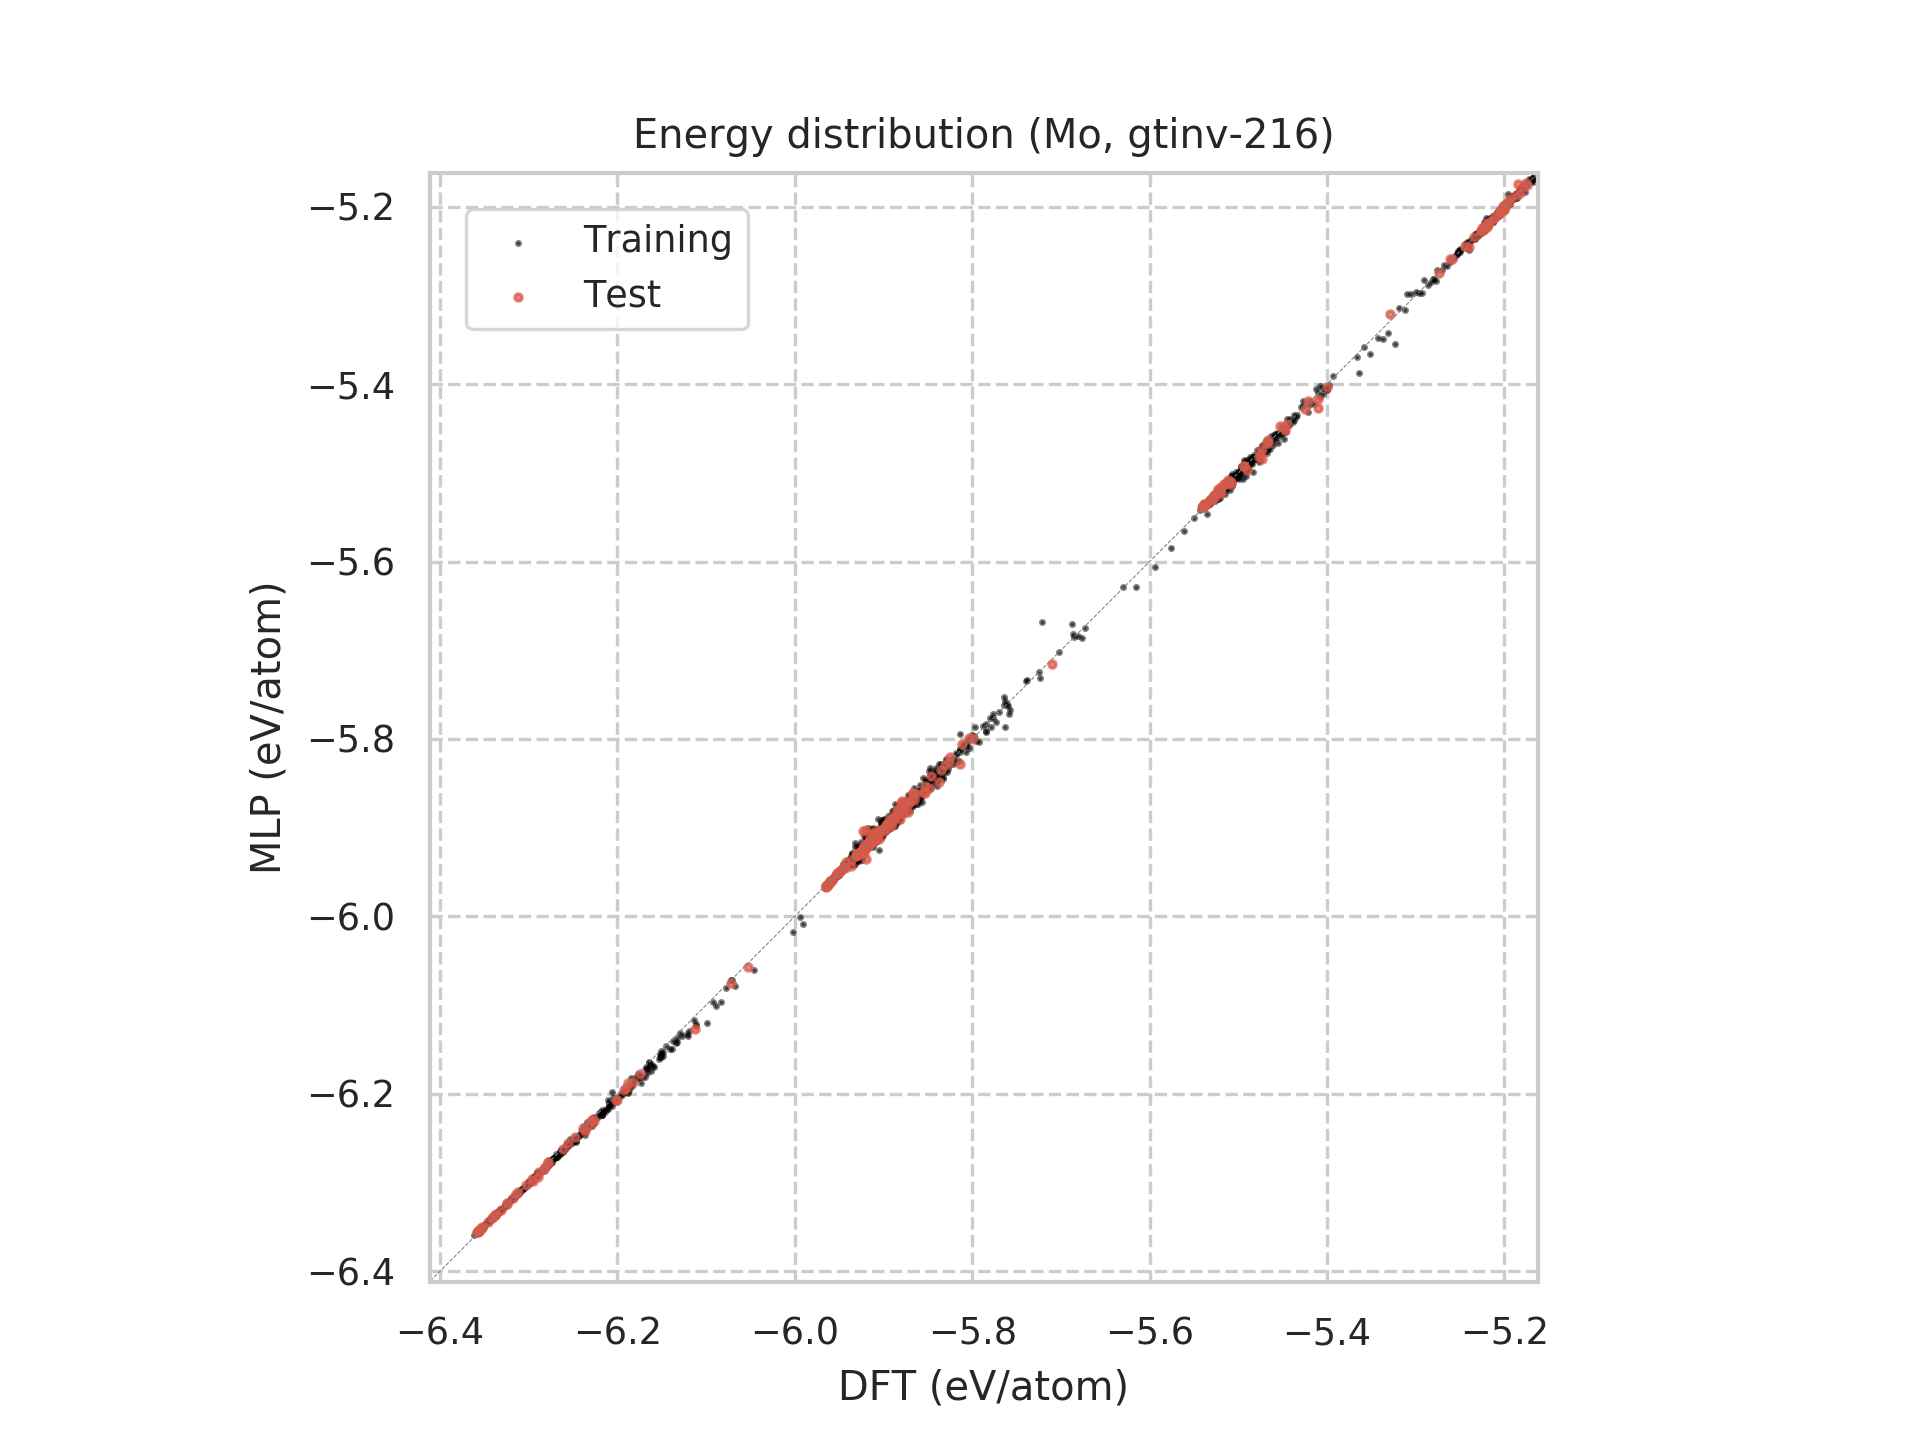 Energy distribution (Mo, gtinv-216)
Training
Test
MLP (eV/atom)
−5.2
−5.4
−5.6
−5.8
−6.0
−6.2
−6.4
−6.4 −6.2 −6.0 −5.8 −5.6 −5.4 −5.2
DFT (eV/atom)